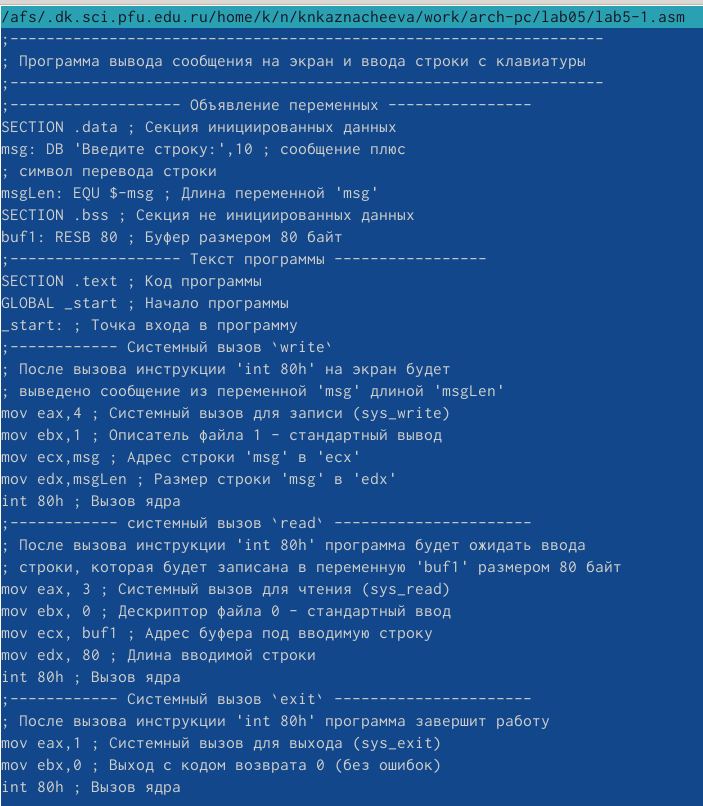 /afs/.dk.sci.pfu.edu.ru/home/k/n/knkaznacheeva/work/arch-pc/lab05/lab5-1.asm
;------------------------------------------------------------------
; Программа вывода сообщения на экран и ввода строки с клавиатуры
;------------------------------------------------------------------
;------------------- Объявление переменных ----------------
SECTION .data ; Секция инициированных данных
msg: DB 'Введите строку:',10 ; сообщение плюс
; символ перевода строки
msgLen: EQU $-msg ; Длина переменной 'msg'
SECTION .bss ; Секция не инициированных данных
buf1: RESB 80 ; Буфер размером 80 байт
;------------------- Текст программы -----------------
SECTION .text ; Код программы
GLOBAL _start ; Начало программы
_start: ; Точка входа в программу
;------------ Системный вызов `write`
; После вызова инструкции 'int 80h' на экран будет
; выведено сообщение из переменной 'msg' длиной 'msgLen'
mov eax,4 ; Системный вызов для записи (sys_write)
mov ebx,1 ; Описатель файла 1 - стандартный вывод
mov ecx,msg ; Адрес строки 'msg' в 'ecx'
mov edx,msgLen ; Размер строки 'msg' в 'edx'
int 80h ; Вызов ядра
;------------ системный вызов `read` ----------------------
; После вызова инструкции 'int 80h' программа будет ожидать ввода
; строки, которая будет записана в переменную 'buf1' размером 80 байт
mov eax, 3 ; Системный вызов для чтения (sys_read)
mov ebx, 0 ; Дескриптор файла 0 - стандартный ввод
mov ecx, buf1 ; Адрес буфера под вводимую строку
mov edx, 80 ; Длина вводимой строки
int 80h ; Вызов ядра
;------------ Системный вызов `exit` ----------------------
; После вызова инструкции 'int 80h' программа завершит работу
mov eax,1 ; Системный вызов для выхода (sys_exit)
mov ebx,0 ; Выход с кодом возврата 0 (без ошибок)
int 80h ; Вызов ядра